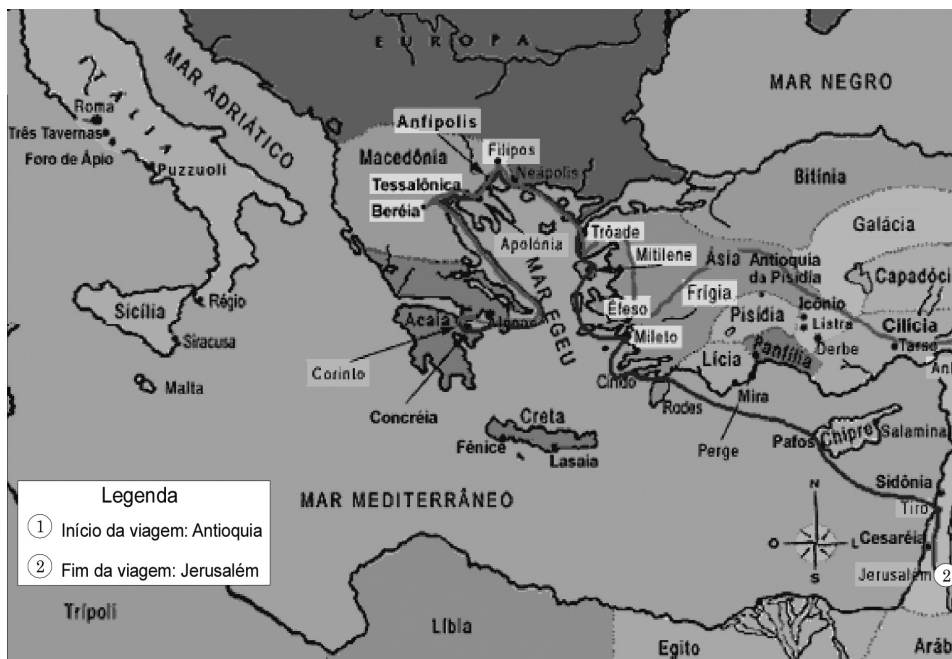 EUROPA
MAR NEGRO
MAR ADRIÁTICO
ITÁLIA
Roma
Três Tavernas
Foro de Ápio
Puzzuoli
Anfípolis
Filipos
Neápolis
Macedônia
Tessalônica
Beréia
Apolónia
Bitínia
Galácia
Capadóci
Trôade
Mitilene
Ásia
Antioquia
da Pisídia
Frígia
MAR EGEU
Sicília
Régio
Siracusa
Malta
Acaia
Corinto
Concréia
Éfeso
Mileto
Pisídia
Icônio
Listra
Derbe
Cilícia
Tarso
Panfília
Lícia
Cnido
Rodes
Mira
Perge
Creta
Fênice
Lasaia
Pafos
Chipre
Salamina
Sidônia
Tiro
Cesaréia
Jerusalém
2
N
O
L
S
MAR MEDITERRÂNEO
Legenda
1 Início da viagem: Antioquia
2 Fim da viagem: Jerusalém
Trípoli
Líbia
Egito
Aráb